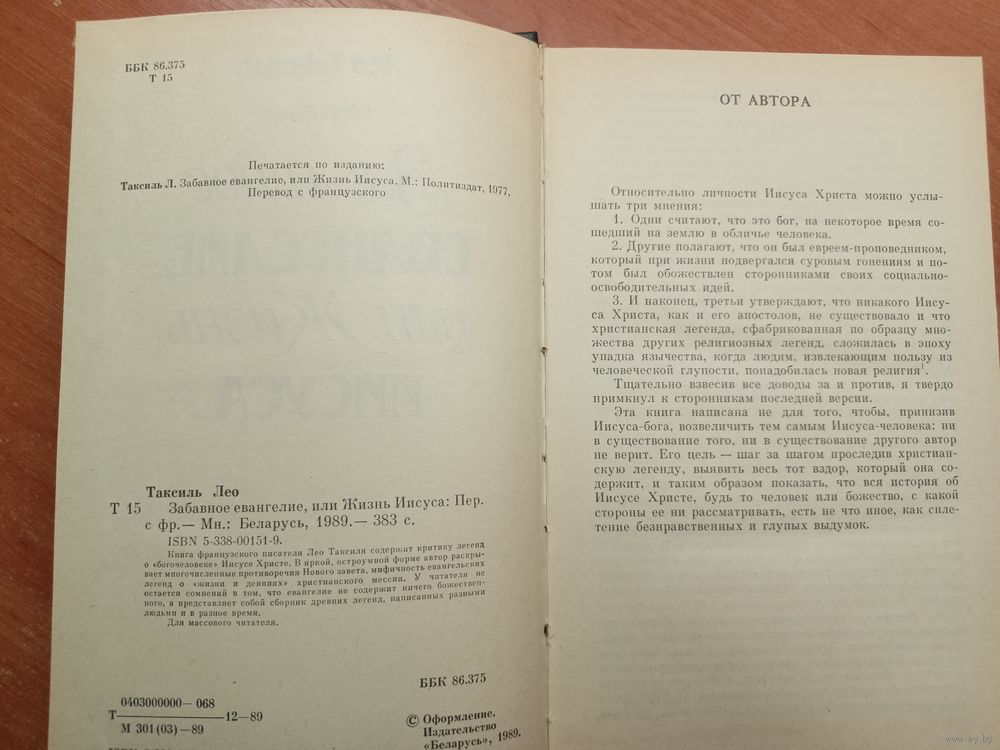 ББК 86.375
Т 15
Печатается по изданию:
Таксиль Л. Забавное евангелие, или Жизнь Иисуса. М.: Политиздат, 1977.
Перевод с французского
Таксиль Лео
Т 15 Забавное евангелие, или Жизнь Иисуса: Пер.
с фр.— Мн.: Беларусь, 1989.— 383 с.
ISBN 5-338-00151-9.
Книга французского писателя Лео Таксиля содержит критику легенд
о «богочеловеке» Иисусе Христе. В яркой, остроумной форме автор раскры-
вает многочисленные противоречия Нового завета, мифичность евангельских
легенд о «жизни и деяниях» христианского мессии. У читателя не
остается сомнений в том, что евангелие не содержит ничего божествен-
ного, а представляет собой сборник древних легенд, написанных разными
людьми и в разное время.
Для массового читателя.
ББК 86.375
0403000000— 068
Т———12—89
М 301(03)—89
© Оформление.
Издательство
«Беларусь», 1989.
ОТ АВТОРА
Относительно личности Иисуса Христа можно услы-
шать три мнения:
1. Одни считают, что это бог, на некоторое время со-
шедший на землю в обличье человека.
2. Другие полагают, что он был евреем-проповедником,
который при жизни подвергался суровым гонениям и по-
том был обожествлен сторонниками своих социально-
освободительных идей.
3. И наконец, третьи утверждают, что никакого Иису-
са Христа, как и его апостолов, не существовало и что
христианская легенда, сфабрикованная по образцу мно-
жества других религиозных легенд, сложилась в эпоху
упадка язычества, когда людям, извлекающим пользу из
человеческой глупости, понадобилась новая религия¹.
Тщательно взвесив все доводы за и против, я твердо
примкнул к сторонникам последней версии.
Эта книга написана не для того, чтобы, принизив
Иисуса-бога, возвеличить тем самым Иисуса-человека: ни
в существование того, ни в существование другого автор
не верит. Его цель — шаг за шагом проследив христиан-
скую легенду, выявить весь тот вздор, который она со-
держит, и таким образом показать, что вся история об
Иисусе Христе, будь то человек или божество, с какой
стороны ее ни рассматривать, есть не что иное, как спле-
тение безнравственных и глупых выдумок.
www.ay.by